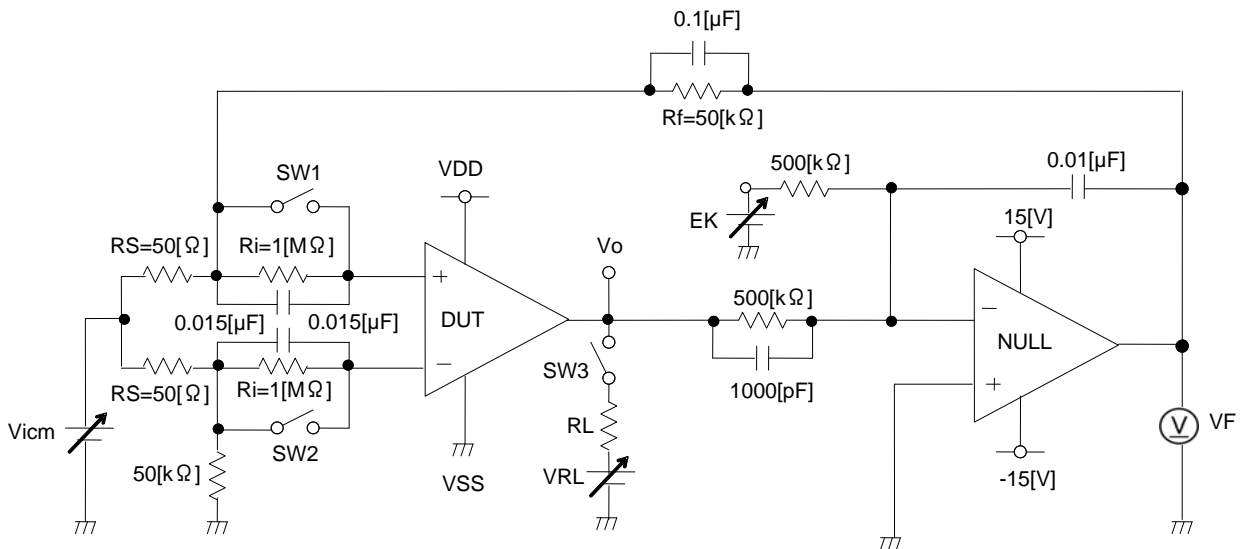 0.1[µF]
Rf=50[kΩ]
SW1
VDD
500[kΩ]
0.01[µF]
EK
15[V]
RS=50[Ω]
Ri=1[MΩ]
Vo
+
0.015[µF]
0.015[µF]
DUT
500[kΩ]
−
NULL
−
SW3
1000[pF]
+
RS=50[Ω]
Ri=1[MΩ]
Vicm
SW2
RL
V
VF
50[kΩ]
VSS
VRL
-15[V]